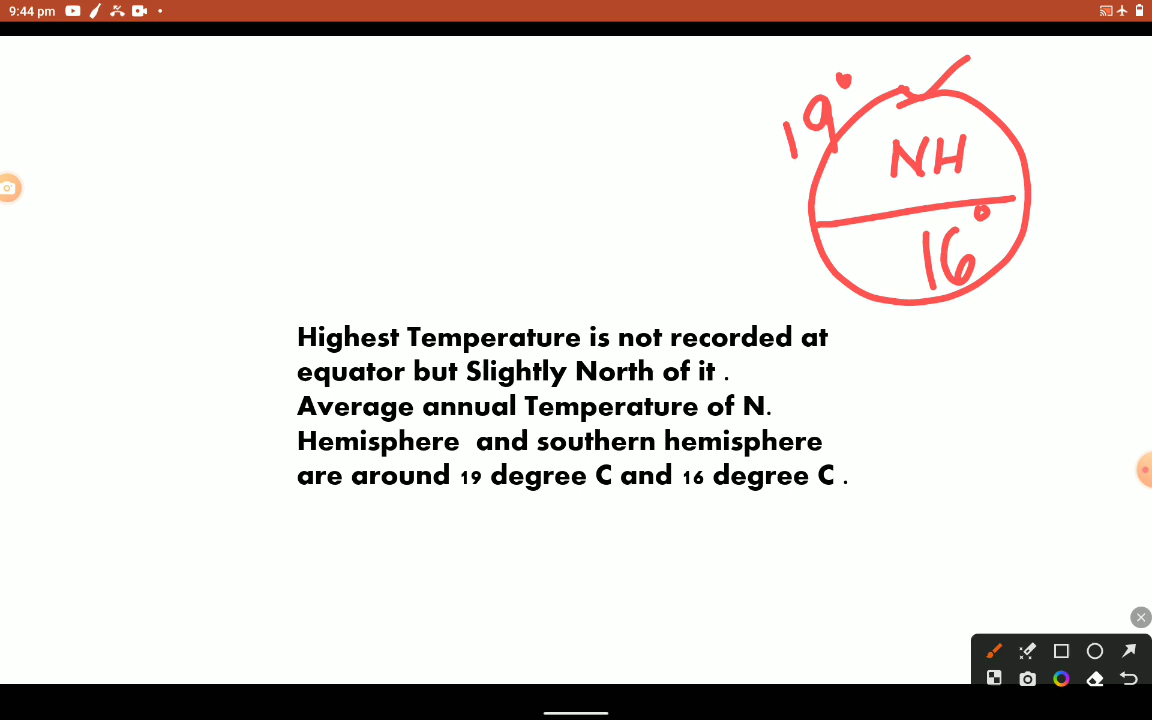 9:44 pm
19°
NH
16°
Highest Temperature is not recorded at
equator but Slightly North of it .
Average annual Temperature of N.
Hemisphere and southern hemisphere
are around 19 degree C and 16 degree C .